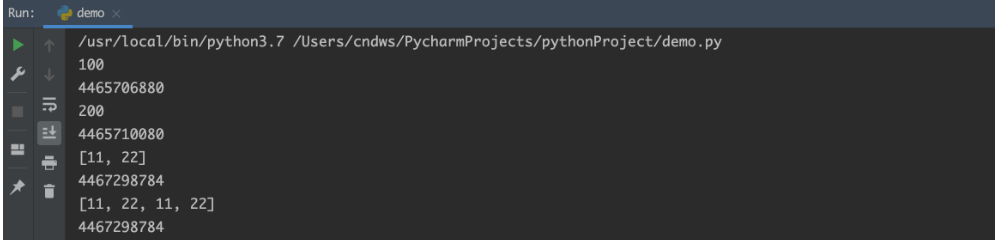 Run: demo ×
/usr/local/bin/python3.7 /Users/cndws/PycharmProjects/pythonProject/demo.py
100
4465706880
200
4465710080
[11, 22]
4467298784
[11, 22, 11, 22]
4467298784